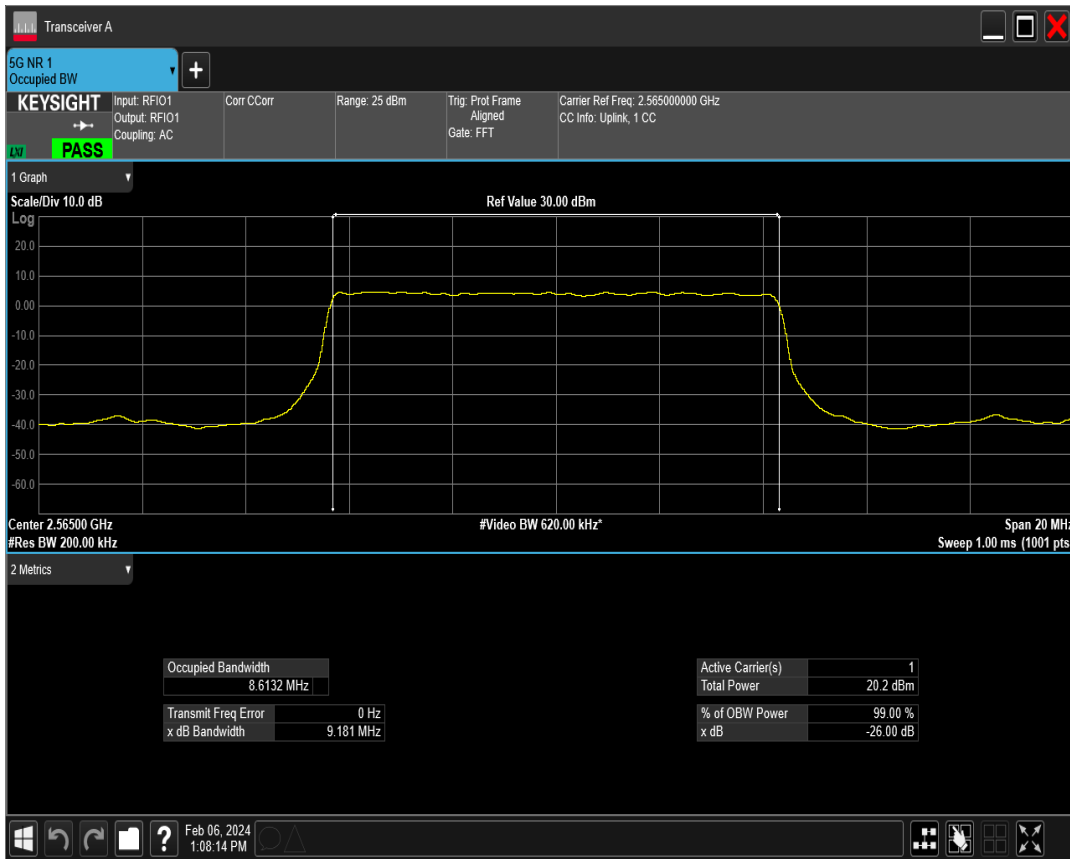 Transceiver A
5G NR 1
Occupied BW
KEYSIGHT
LXI
PASS
Input: RFIO1
Output: RFIO1
Coupling: AC
Corr CCorr
Range: 25 dBm
Trig: Prot Frame
Aligned
Gate: FFT
Carrier Ref Freq: 2.565000000 GHz
CC Info: Uplink, 1 CC
1 Graph
Scale/Div 10.0 dB
Ref Value 30.00 dBm
Log
20.0
10.0
0.00
-10.0
-20.0
-30.0
-40.0
-50.0
-60.0
Center 2.56500 GHz
#Video BW 620.00 kHz*
Span 20 MHz
#Res BW 200.00 kHz
Sweep 1.00 ms (1001 pts
2 Metrics
Occupied Bandwidth
8.6132 MHz
Transmit Freq Error 0 Hz
x dB Bandwidth 9.181 MHz
Active Carrier(s) 1
Total Power 20.2 dBm
% of OBW Power 99.00 %
x dB -26.00 dB
?
Feb 06, 2024
1:08:14 PM